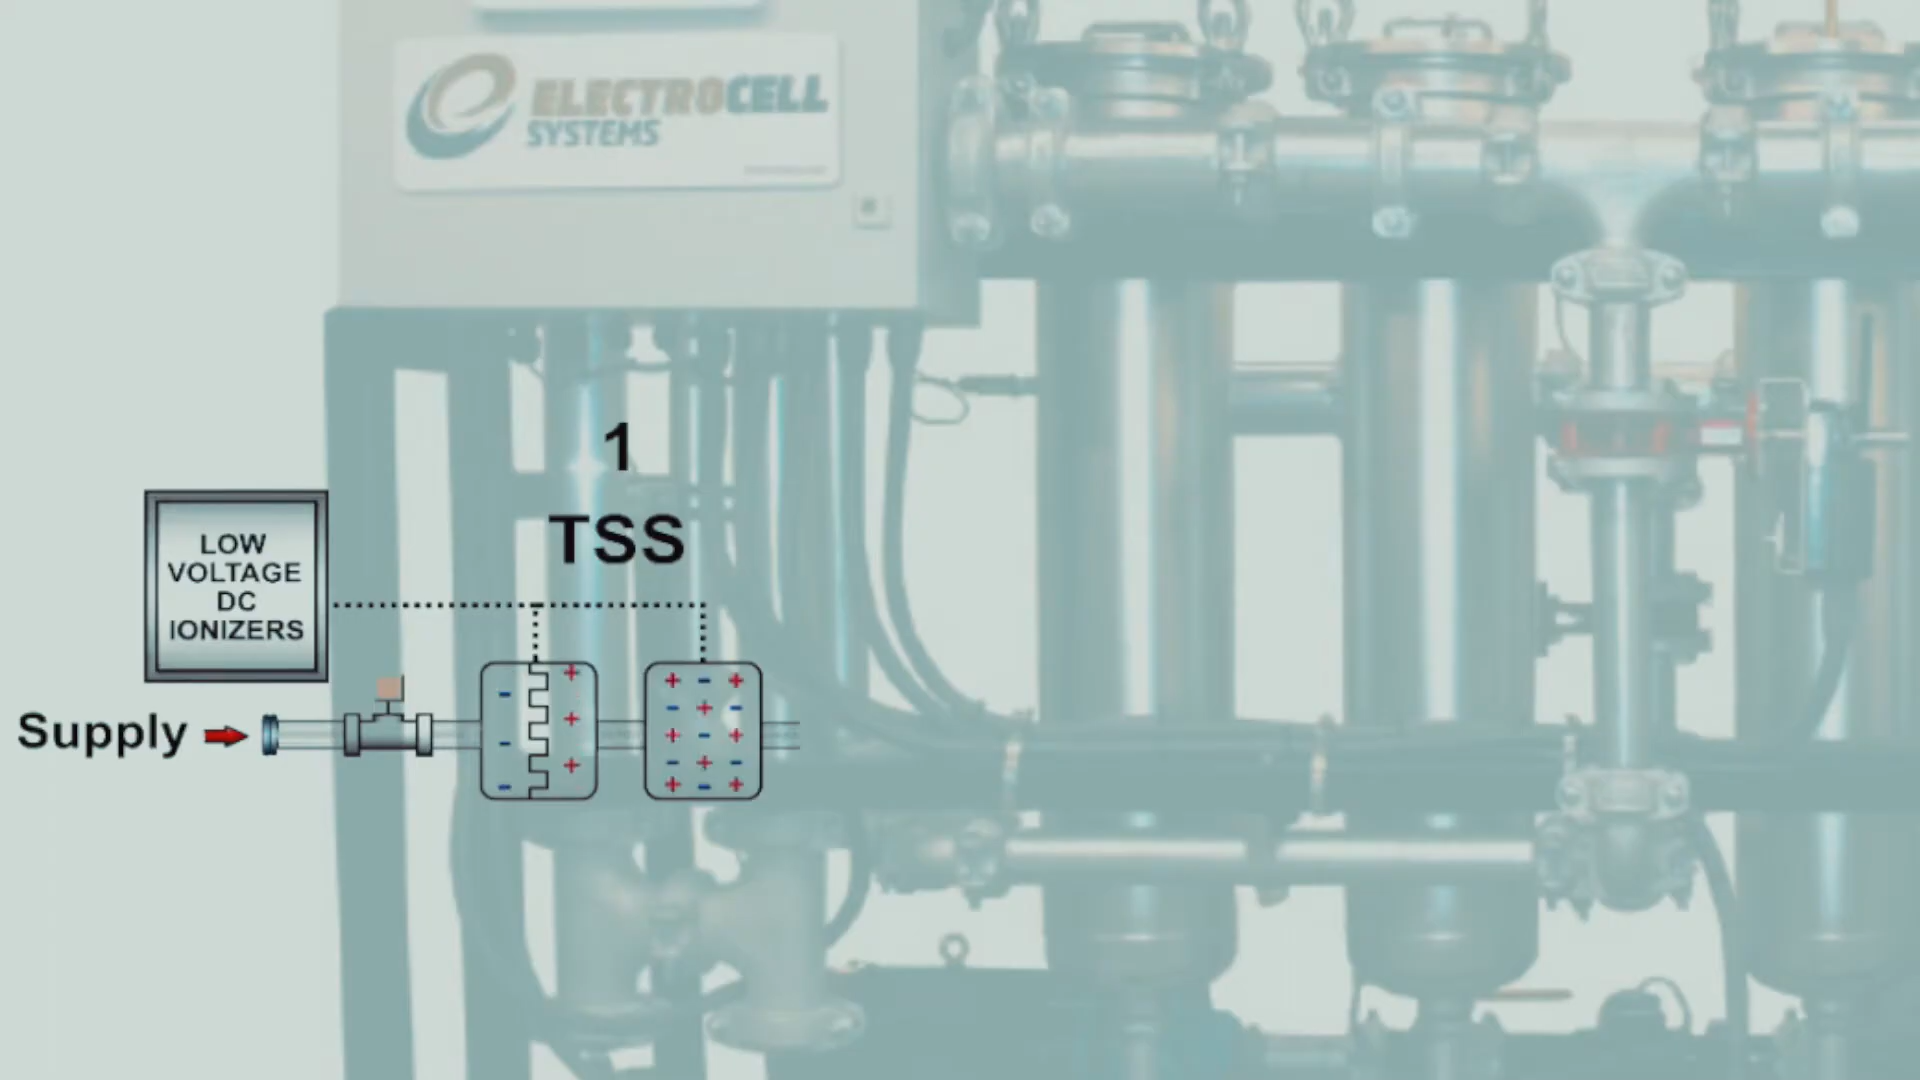 ELECTROCELL
SYSTEMS
1
TSS
LOW
VOLTAGE
DC
IONIZERS
Supply